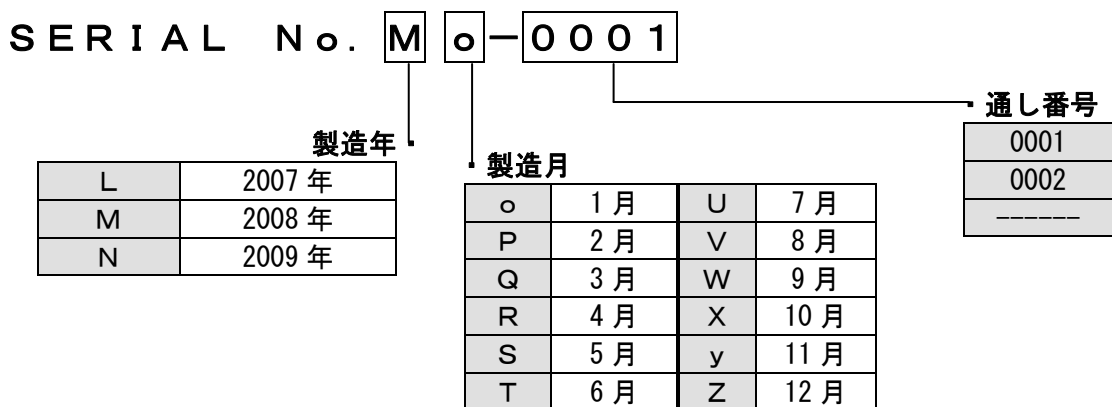 SERIAL No. Mo-0001
製造年
L 2007 年
M 2008 年
N 2009 年
製造月
o 1 月 U 7 月
P 2 月 V 8 月
Q 3 月 W 9 月
R 4 月 X 10 月
S 5 月 y 11 月
T 6 月 Z 12 月
通し番号
0001
0002
------